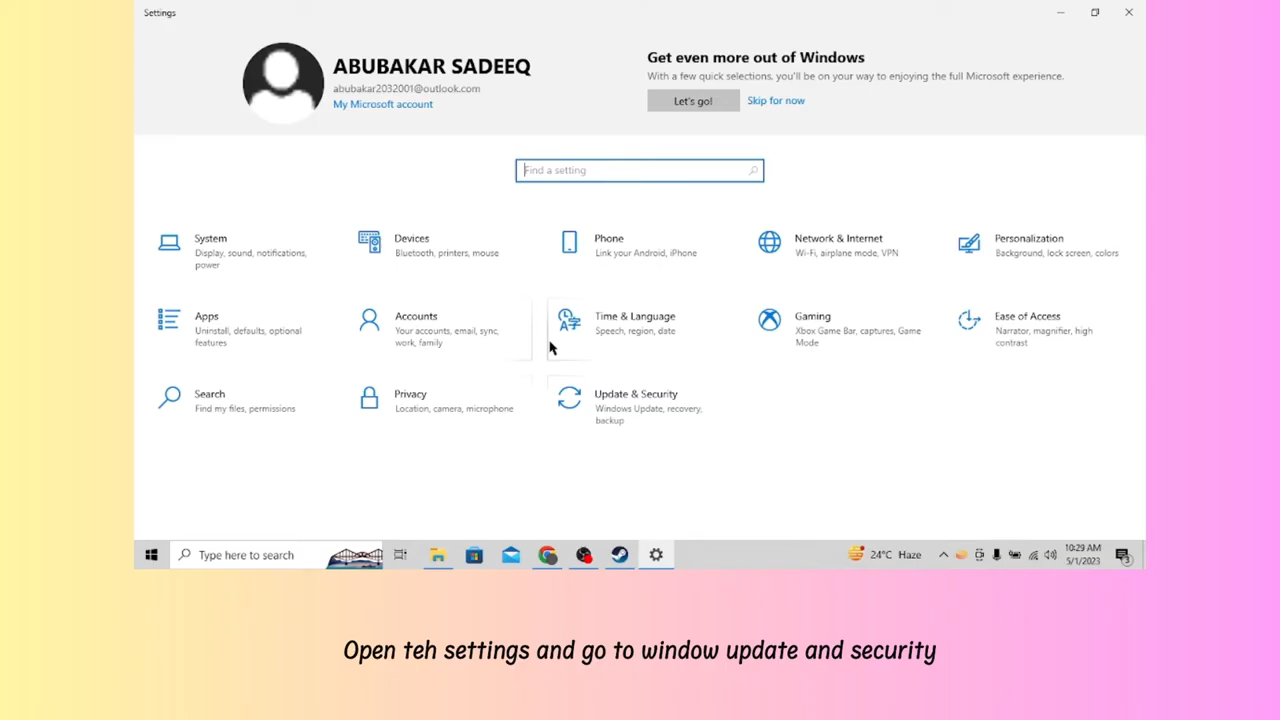 Settings
ABUBAKAR SADEEQ
abubakar2032001@outlook.com
My Microsoft account
Get even more out of Windows
With a few quick selections, you'll be on your way to enjoying the full Microsoft experience.
Let's go!
Skip for now
Find a setting
System
Display, sound, notifications,
power
Devices
Bluetooth, printers, mouse
Phone
Link your Android, iPhone
Network & Internet
Wi-Fi, airplane mode, VPN
Personalization
Background, lock screen, colors
Apps
Uninstall, defaults, optional
features
Accounts
Your accounts, email, sync,
work, family
Time & Language
Speech, region, date
Gaming
Xbox Game Bar, captures, Game
Mode
Ease of Access
Narrator, magnifier, high
contrast
Search
Find my files, permissions
Privacy
Location, camera, microphone
Update & Security
Windows Update, recovery,
backup
Type here to search
24°C Haze
10:29 AM
5/1/2023
3
Open teh settings and go to window update and security